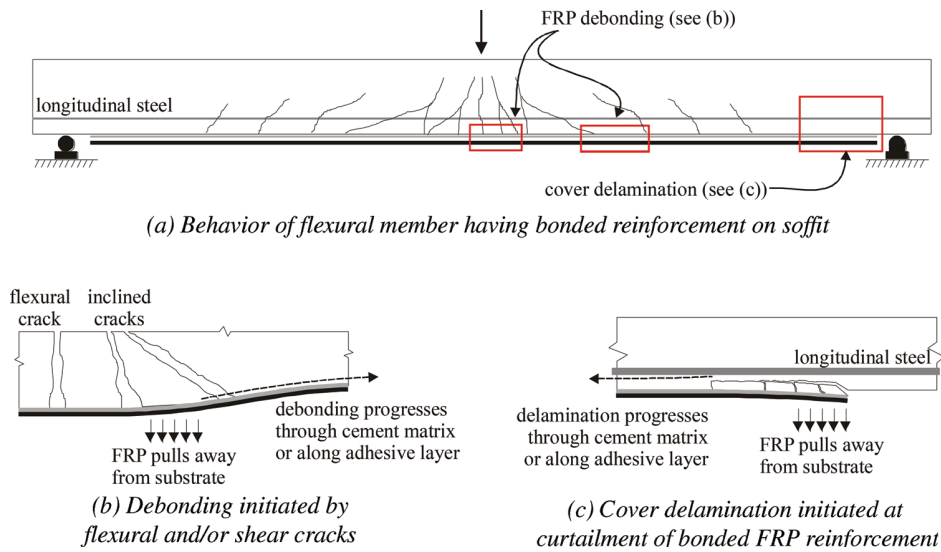 FRP debonding (see (b))
longitudinal steel
cover delamination (see (c))
(a) Behavior of flexural member having bonded reinforcement on soffit
flexural
crack
inclined
cracks
debonding progresses
through cement matrix
or along adhesive layer
FRP pulls away
from substrate
(b) Debonding initiated by
flexural and/or shear cracks
longitudinal steel
delamination progresses
through cement matrix
or along adhesive layer
FRP pulls away
from substrate
(c) Cover delamination initiated at
curtailment of bonded FRP reinforcement